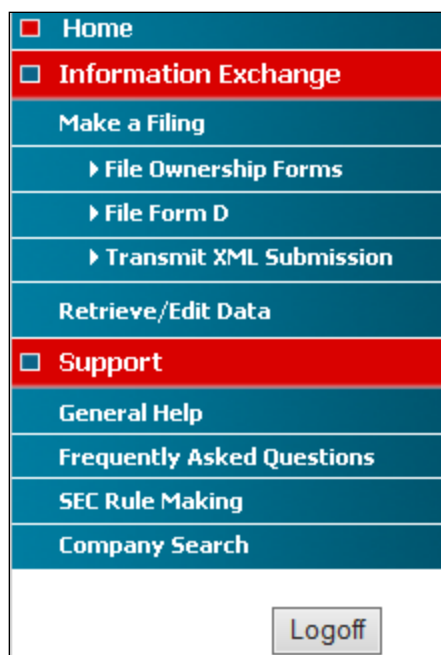 Home
Information Exchange
Make a Filing
File Ownership Forms
File Form D
Transmit XML Submission
Retrieve/Edit Data
Support
General Help
Frequently Asked Questions
SEC Rule Making
Company Search
Logoff